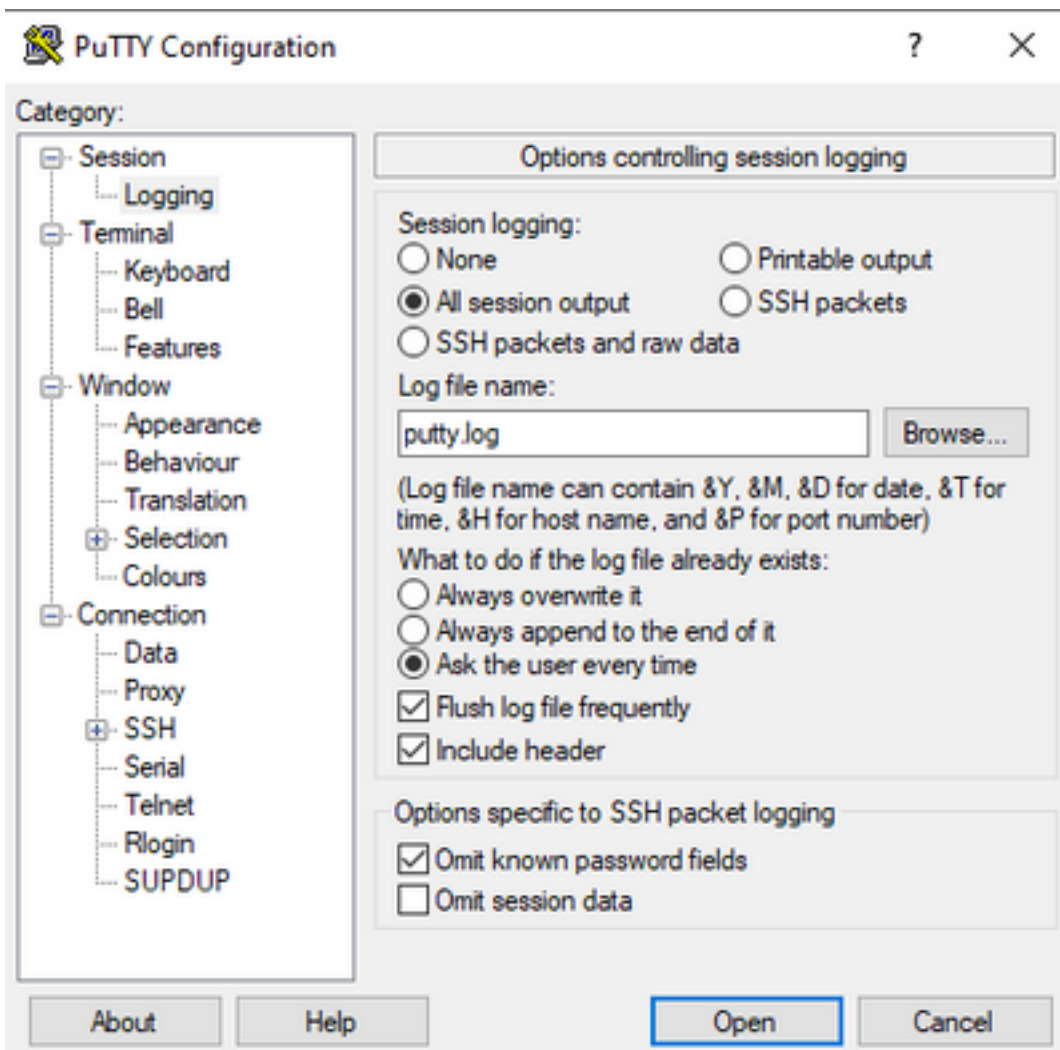 PuTTY Configuration
?
Category:
Session
Logging
Terminal
Keyboard
Bell
Features
Window
Appearance
Behaviour
Translation
Selection
Colours
Connection
Data
Proxy
SSH
Serial
Telnet
Rlogin
SUPDUP
Options controlling session logging
Session logging:
None
Printable output
All session output
SSH packets
SSH packets and raw data
Log file name:
putty.log
Browse...
(Log file name can contain &Y, &M, &D for date, &T for
time, &H for host name, and &P for port number)
What to do if the log file already exists:
Always overwrite it
Always append to the end of it
Ask the user every time
Flush log file frequently
Include header
Options specific to SSH packet logging
Omit known password fields
Omit session data
About
Help
Open
Cancel